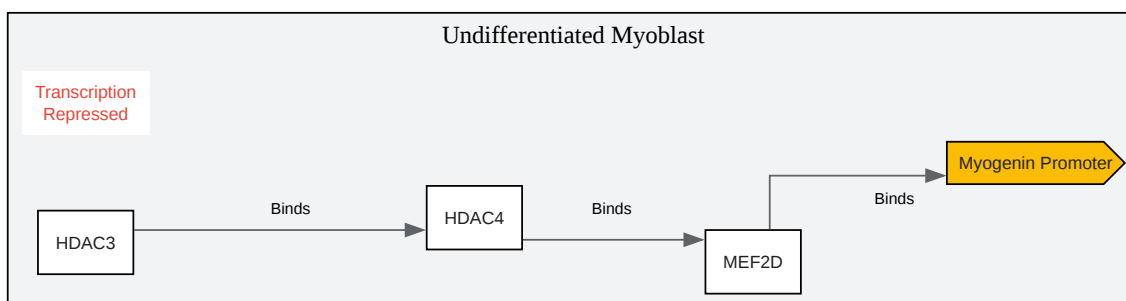 Undifferentiated Myoblast
Transcription
Repressed
Myogenin Promoter
Binds
Binds
Binds
HDAC4
HDAC3
MEF2D